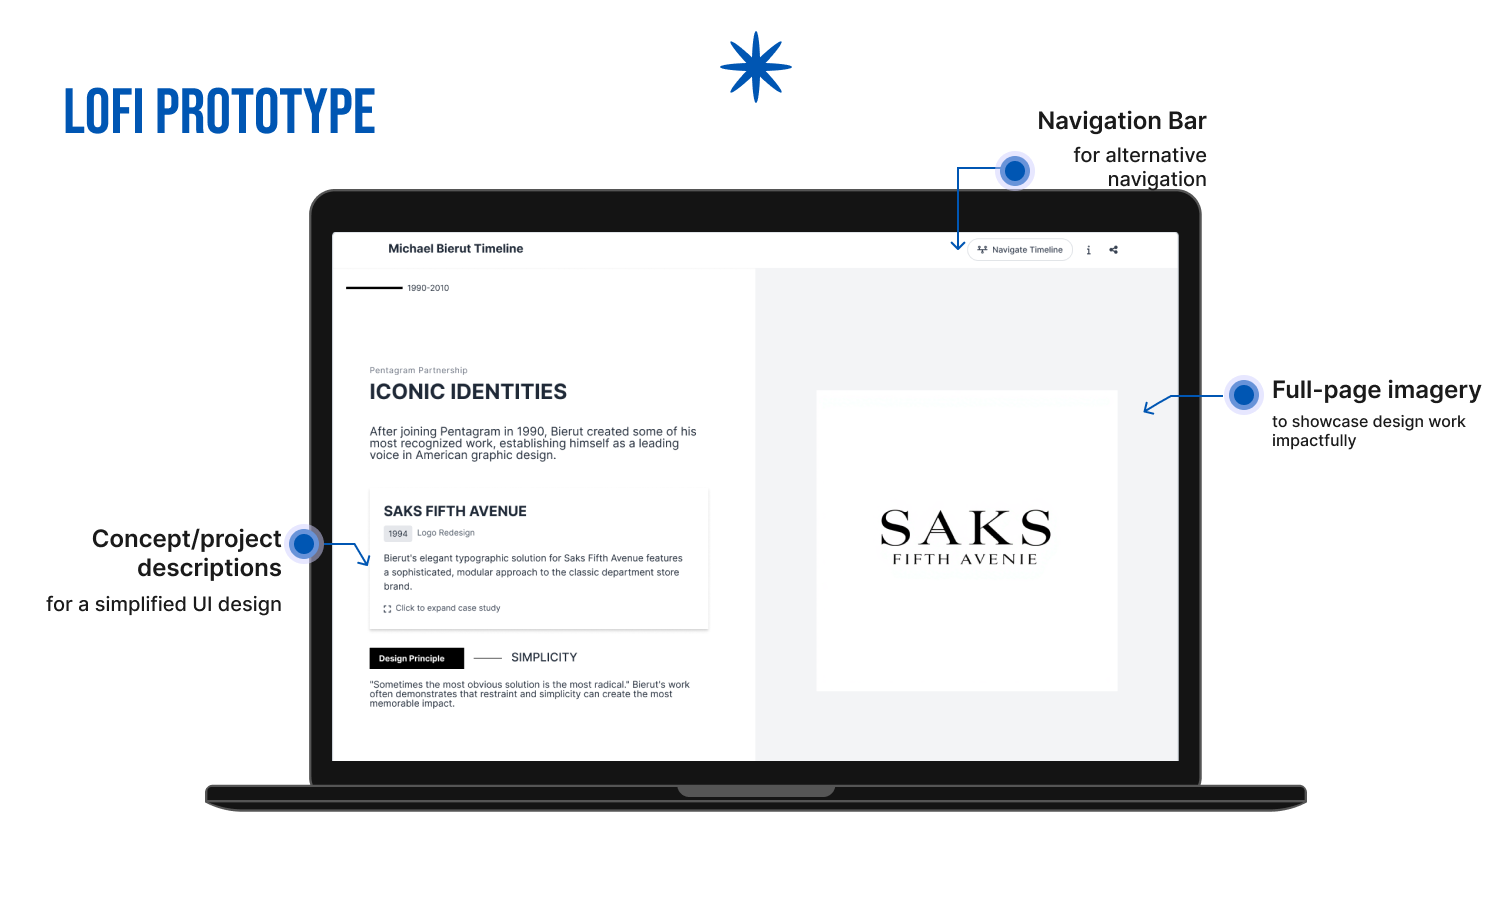 LOFI PROTOTYPE
Navigation Bar
for alternative
navigation
Michael Bierut Timeline
Navigate Timeline
i
1990-2010
Pentagram Partnership
ICONIC IDENTITIES
After joining Pentagram in 1990, Bierut created some of his
most recognized work, establishing himself as a leading
voice in American graphic design.
SAKS FIFTH AVENUE
1994 Logo Redesign
Bierut's elegant typographic solution for Saks Fifth Avenue features
a sophisticated, modular approach to the classic department store
brand.
Click to expand case study
Design Principle
SIMPLICITY
"Sometimes the most obvious solution is the most radical." Bierut's work
often demonstrates that restraint and simplicity can create the most
memorable impact.
SAKS
FIFTH AVENIE
Full-page imagery
to showcase design work
impactfully
Concept/project
descriptions
for a simplified UI design